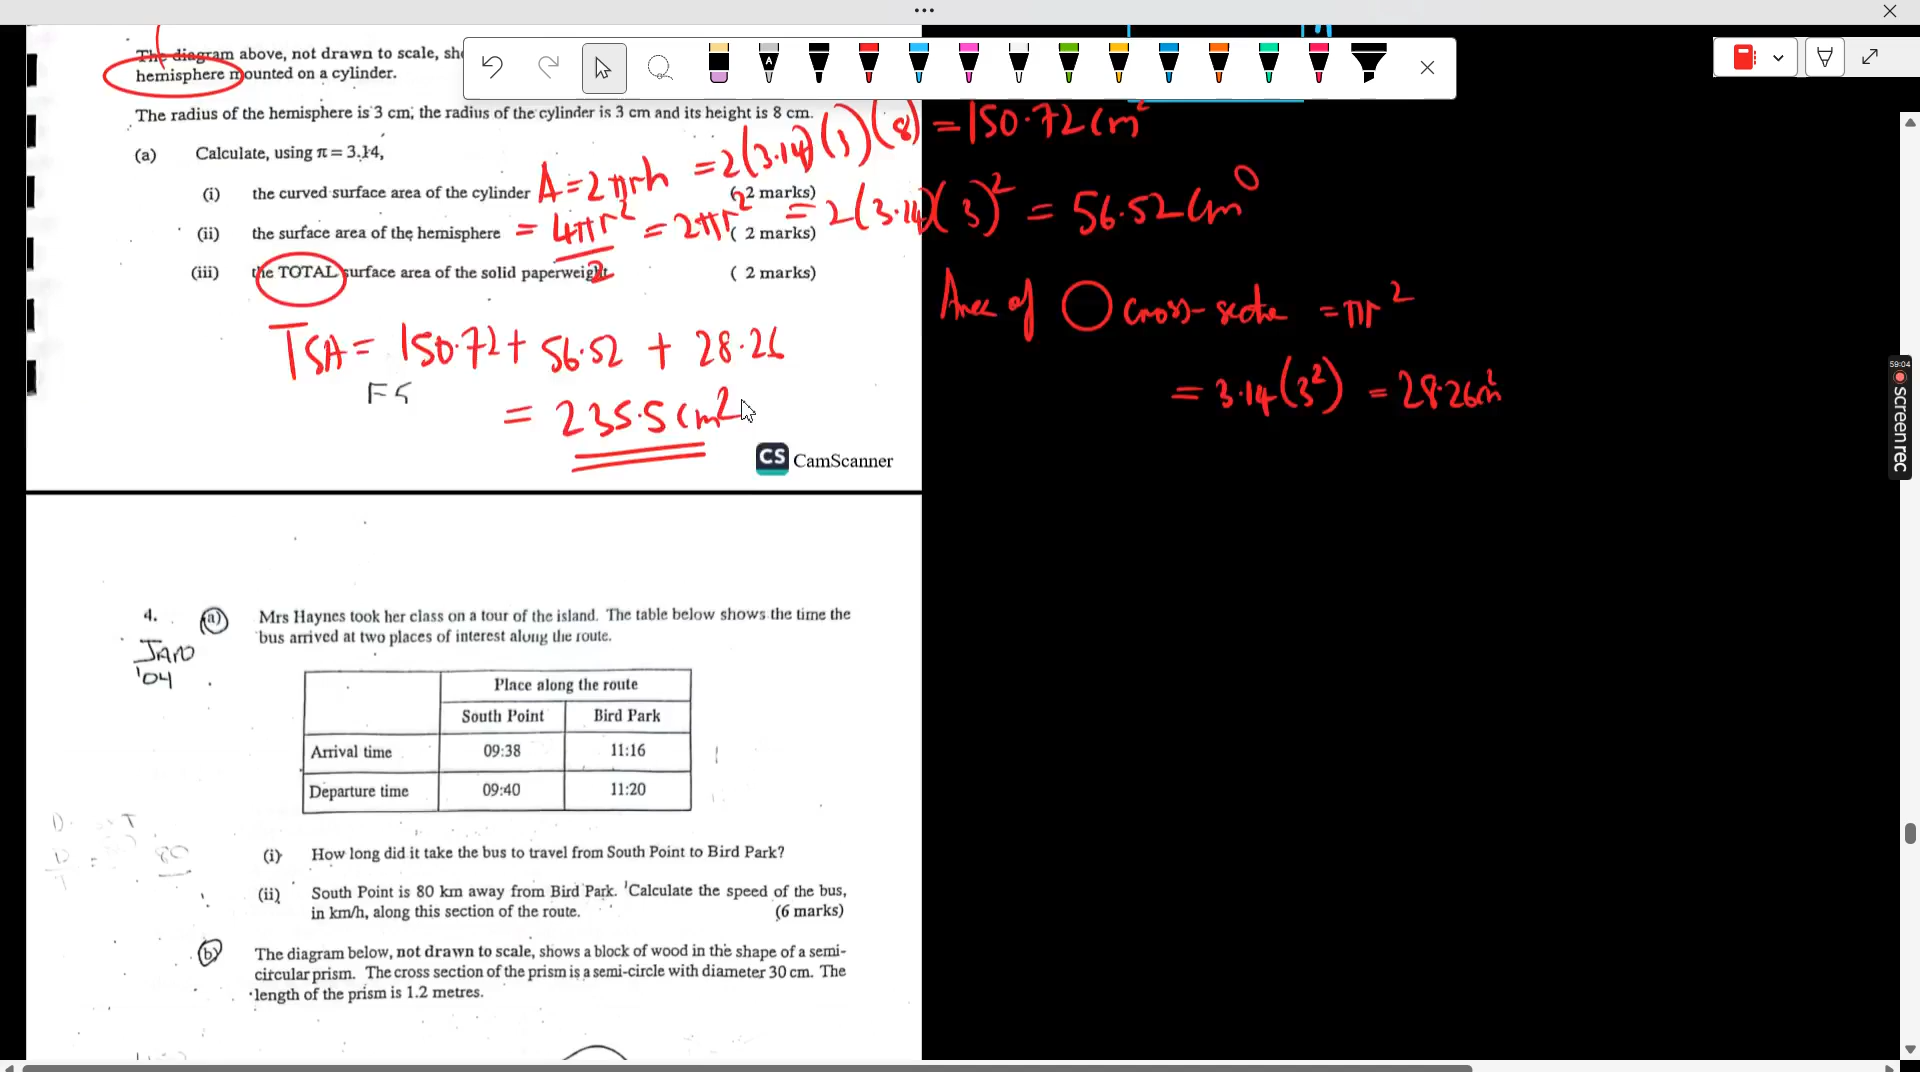 The diagram above, not drawn to scale,
hemisphere mounted on a cylinder.
The radius of the hemisphere is 3 cm, the radius of the cylinder is 3 cm and its height is 8 cm.
(a) Calculate, using π = 3.14,
(i) the curved surface area of the cylinder A = 2πrh = 2(3.14)(3)(8) = 150.72 cm² ( 2 marks)
(ii) the surface area of the hemisphere = 4πr²/2 = 2πr² = 2(3.14)(3)² = 56.52 cm ( 2 marks)
(iii) the TOTAL surface area of the solid paperweight ( 2 marks)
Area of ◯ cross- = πr²
= 3.14(3²) = 28.26 cm²
TSA = 150.72 + 56.52 + 28.26
= 235.5 cm²
CS CamScanner
4. (a) Mrs Haynes took her class on a tour of the island. The table below shows the time the
bus arrived at two places of interest along the route.
JAN
'04
Place along the route
South Point Bird Park
Arrival time 09:38 11:16
Departure time 09:40 11:20
80
(i) How long did it take the bus to travel from South Point to Bird Park?
(ii) South Point is 80 km away from Bird Park. Calculate the speed of the bus,
in km/h, along this section of the route. (6 marks)
(b) The diagram below, not drawn to scale, shows a block of wood in the shape of a semi-
circular prism. The cross section of the prism is a semi-circle with diameter 30 cm. The
length of the prism is 1.2 metres.
59:04
screenrec